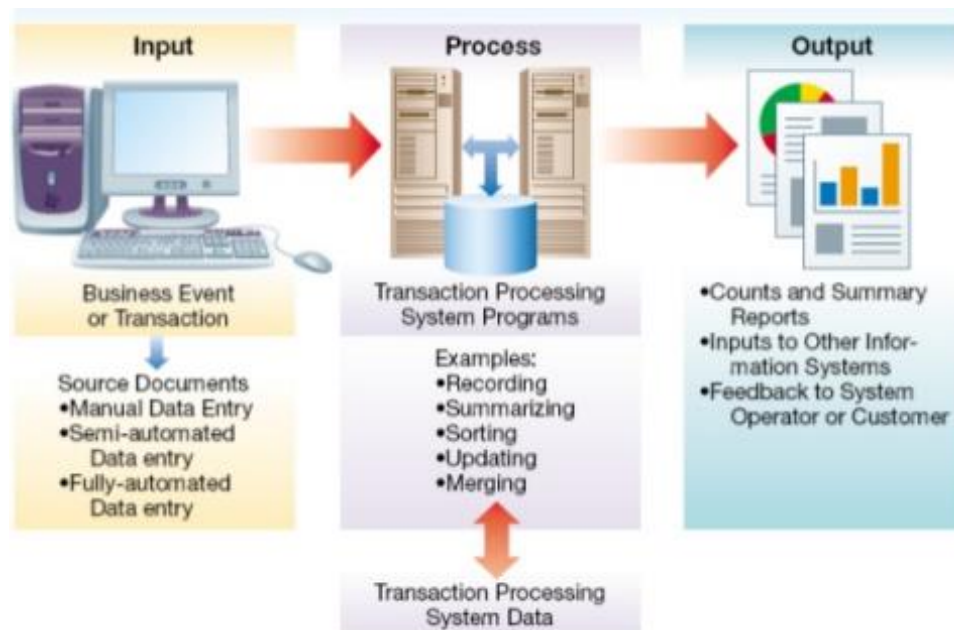 Input
Business Event
or Transaction
Source Documents
•Manual Data Entry
•Semi-automated
Data entry
•Fully-automated
Data entry
Process
Transaction Processing
System Programs
Examples:
•Recording
•Summarizing
•Sorting
•Updating
•Merging
Transaction Processing
System Data
Output
•Counts and Summary
Reports
•Inputs to Other Infor-
mation Systems
•Feedback to System
Operator or Customer